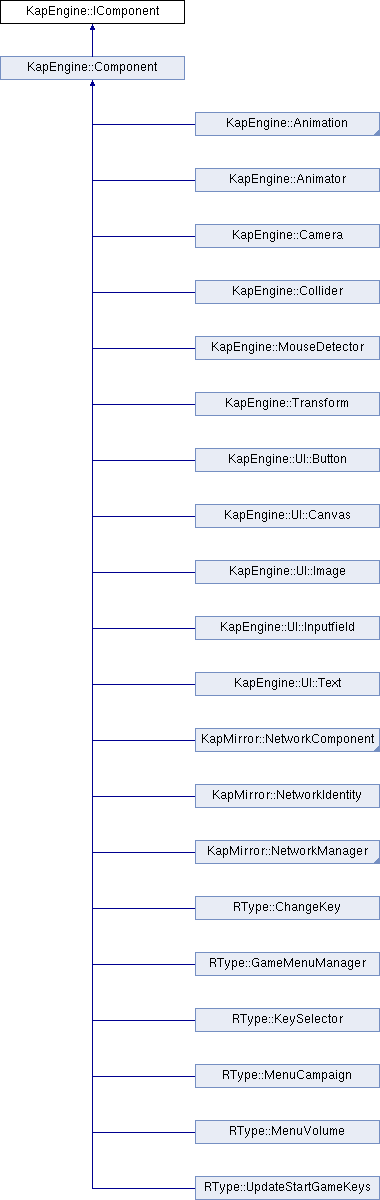 KapEngine::IComponent
KapEngine::Component
KapEngine::Animation
KapEngine::Animator
KapEngine::Camera
KapEngine::Collider
KapEngine::MouseDetector
KapEngine::Transform
KapEngine::UI::Button
KapEngine::UI::Canvas
KapEngine::UI::Image
KapEngine::UI::Inputfield
KapEngine::UI::Text
KapMirror::NetworkComponent
KapMirror::NetworkIdentity
KapMirror::NetworkManager
RType::ChangeKey
RType::GameMenuManager
RType::KeySelector
RType::MenuCampaign
RType::MenuVolume
RType::UpdateStartGameKeys